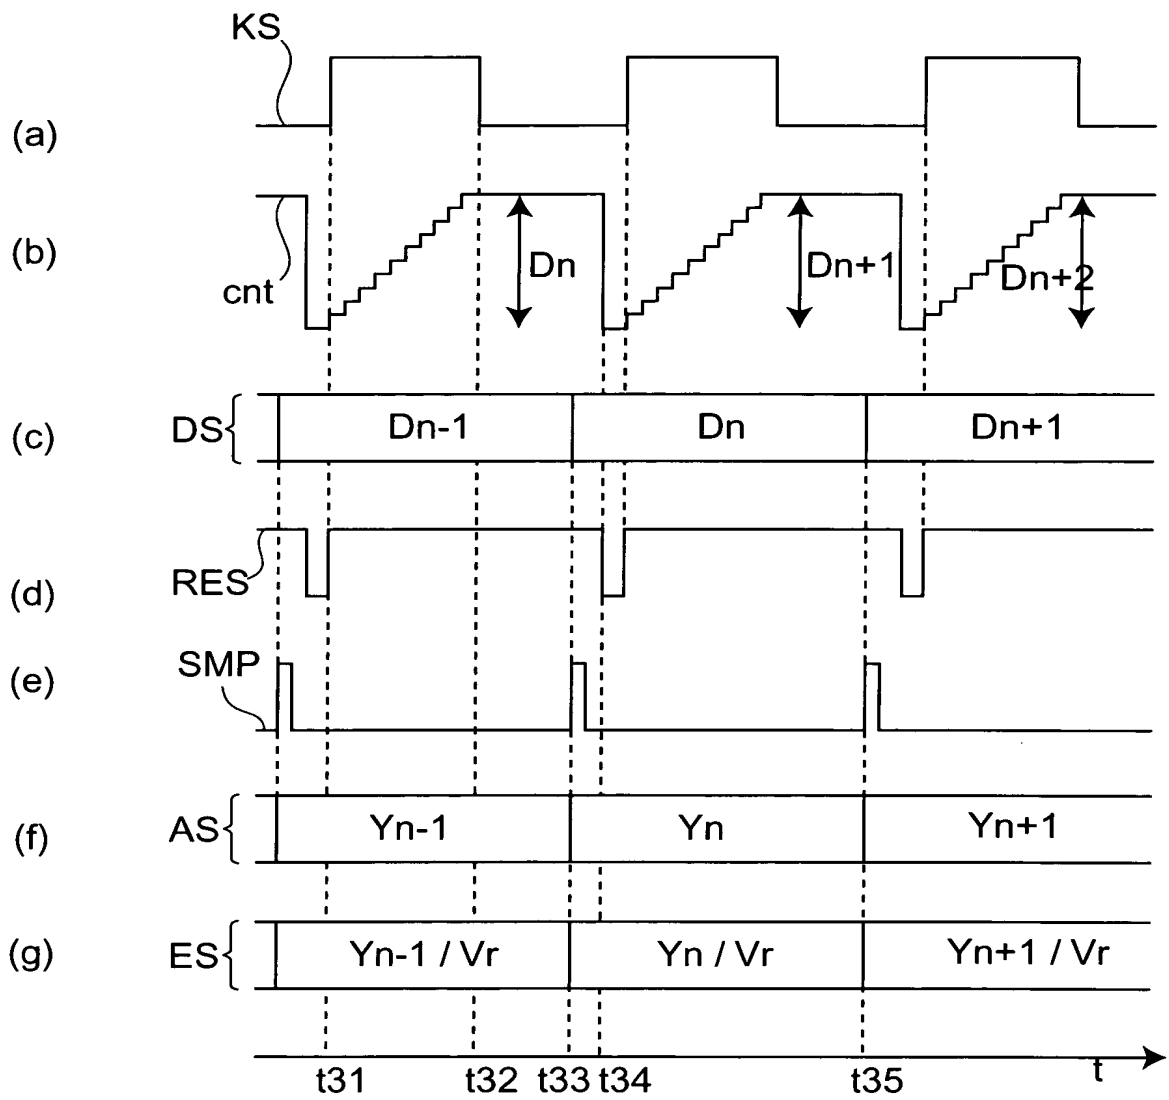 KS
(a)
(b)
cnt
Dn
Dn+1
Dn+2
(c)
DS
Dn-1
Dn
Dn+1
(d)
RES
(e)
SMP
(f)
AS
Yn-1
Yn
Yn+1
(g)
ES
Yn-1 / Vr
Yn / Vr
Yn+1 / Vr
t31
t32
t33
t34
t35
t